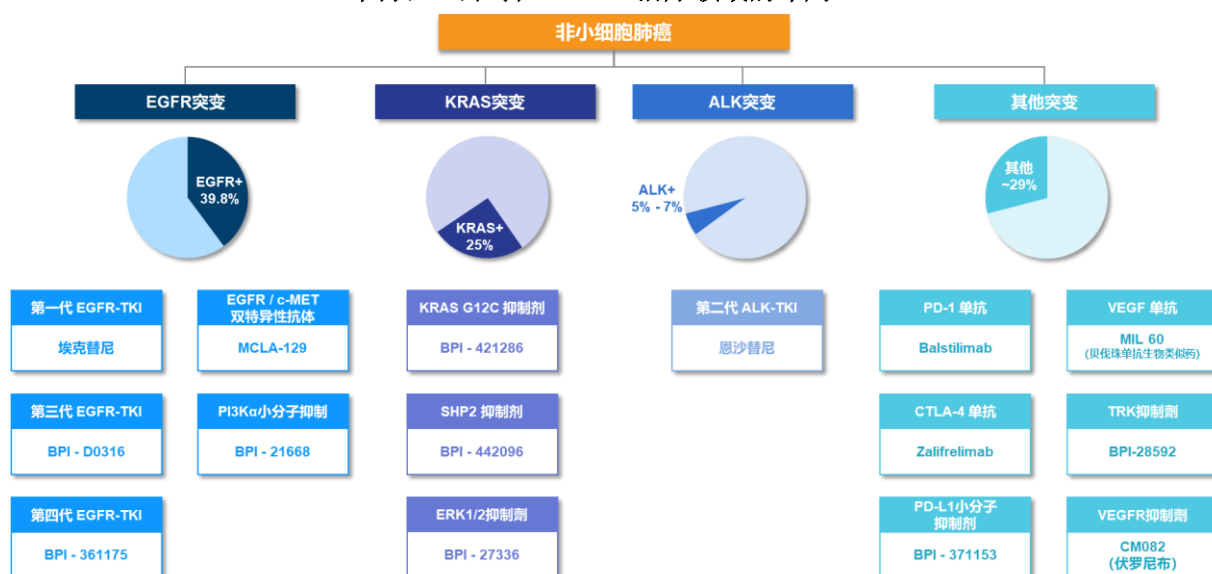 非小细胞肺癌
EGFR突变
KRAS突变
ALK突变
其他突变
EGFR+
39.8%
KRAS+
25%
ALK+
5% - 7%
其他
~29%
第一代 EGFR-TKI
埃克替尼
EGFR / c-MET
双特异性抗体
MCLA-129
KRAS G12C 抑制剂
BPI - 421286
第二代 ALK-TKI
恩沙替尼
PD-1 单抗
Balstilimab
VEGF 单抗
MIL 60
(贝伐珠单抗生物类似药)
第三代 EGFR-TKI
BPI - D0316
PI3Kα小分子抑制
BPI - 21668
SHP2 抑制剂
BPI - 442096
CTLA-4 单抗
Zalifrelimab
TRK抑制劑
BPI-28592
第四代 EGFR-TKI
BPI - 361175
ERK1/2抑制劑
BPI - 27336
PD-L1小分子
抑制剂
BPI - 371153
VEGFR抑制劑
CM082
(伏罗尼布)